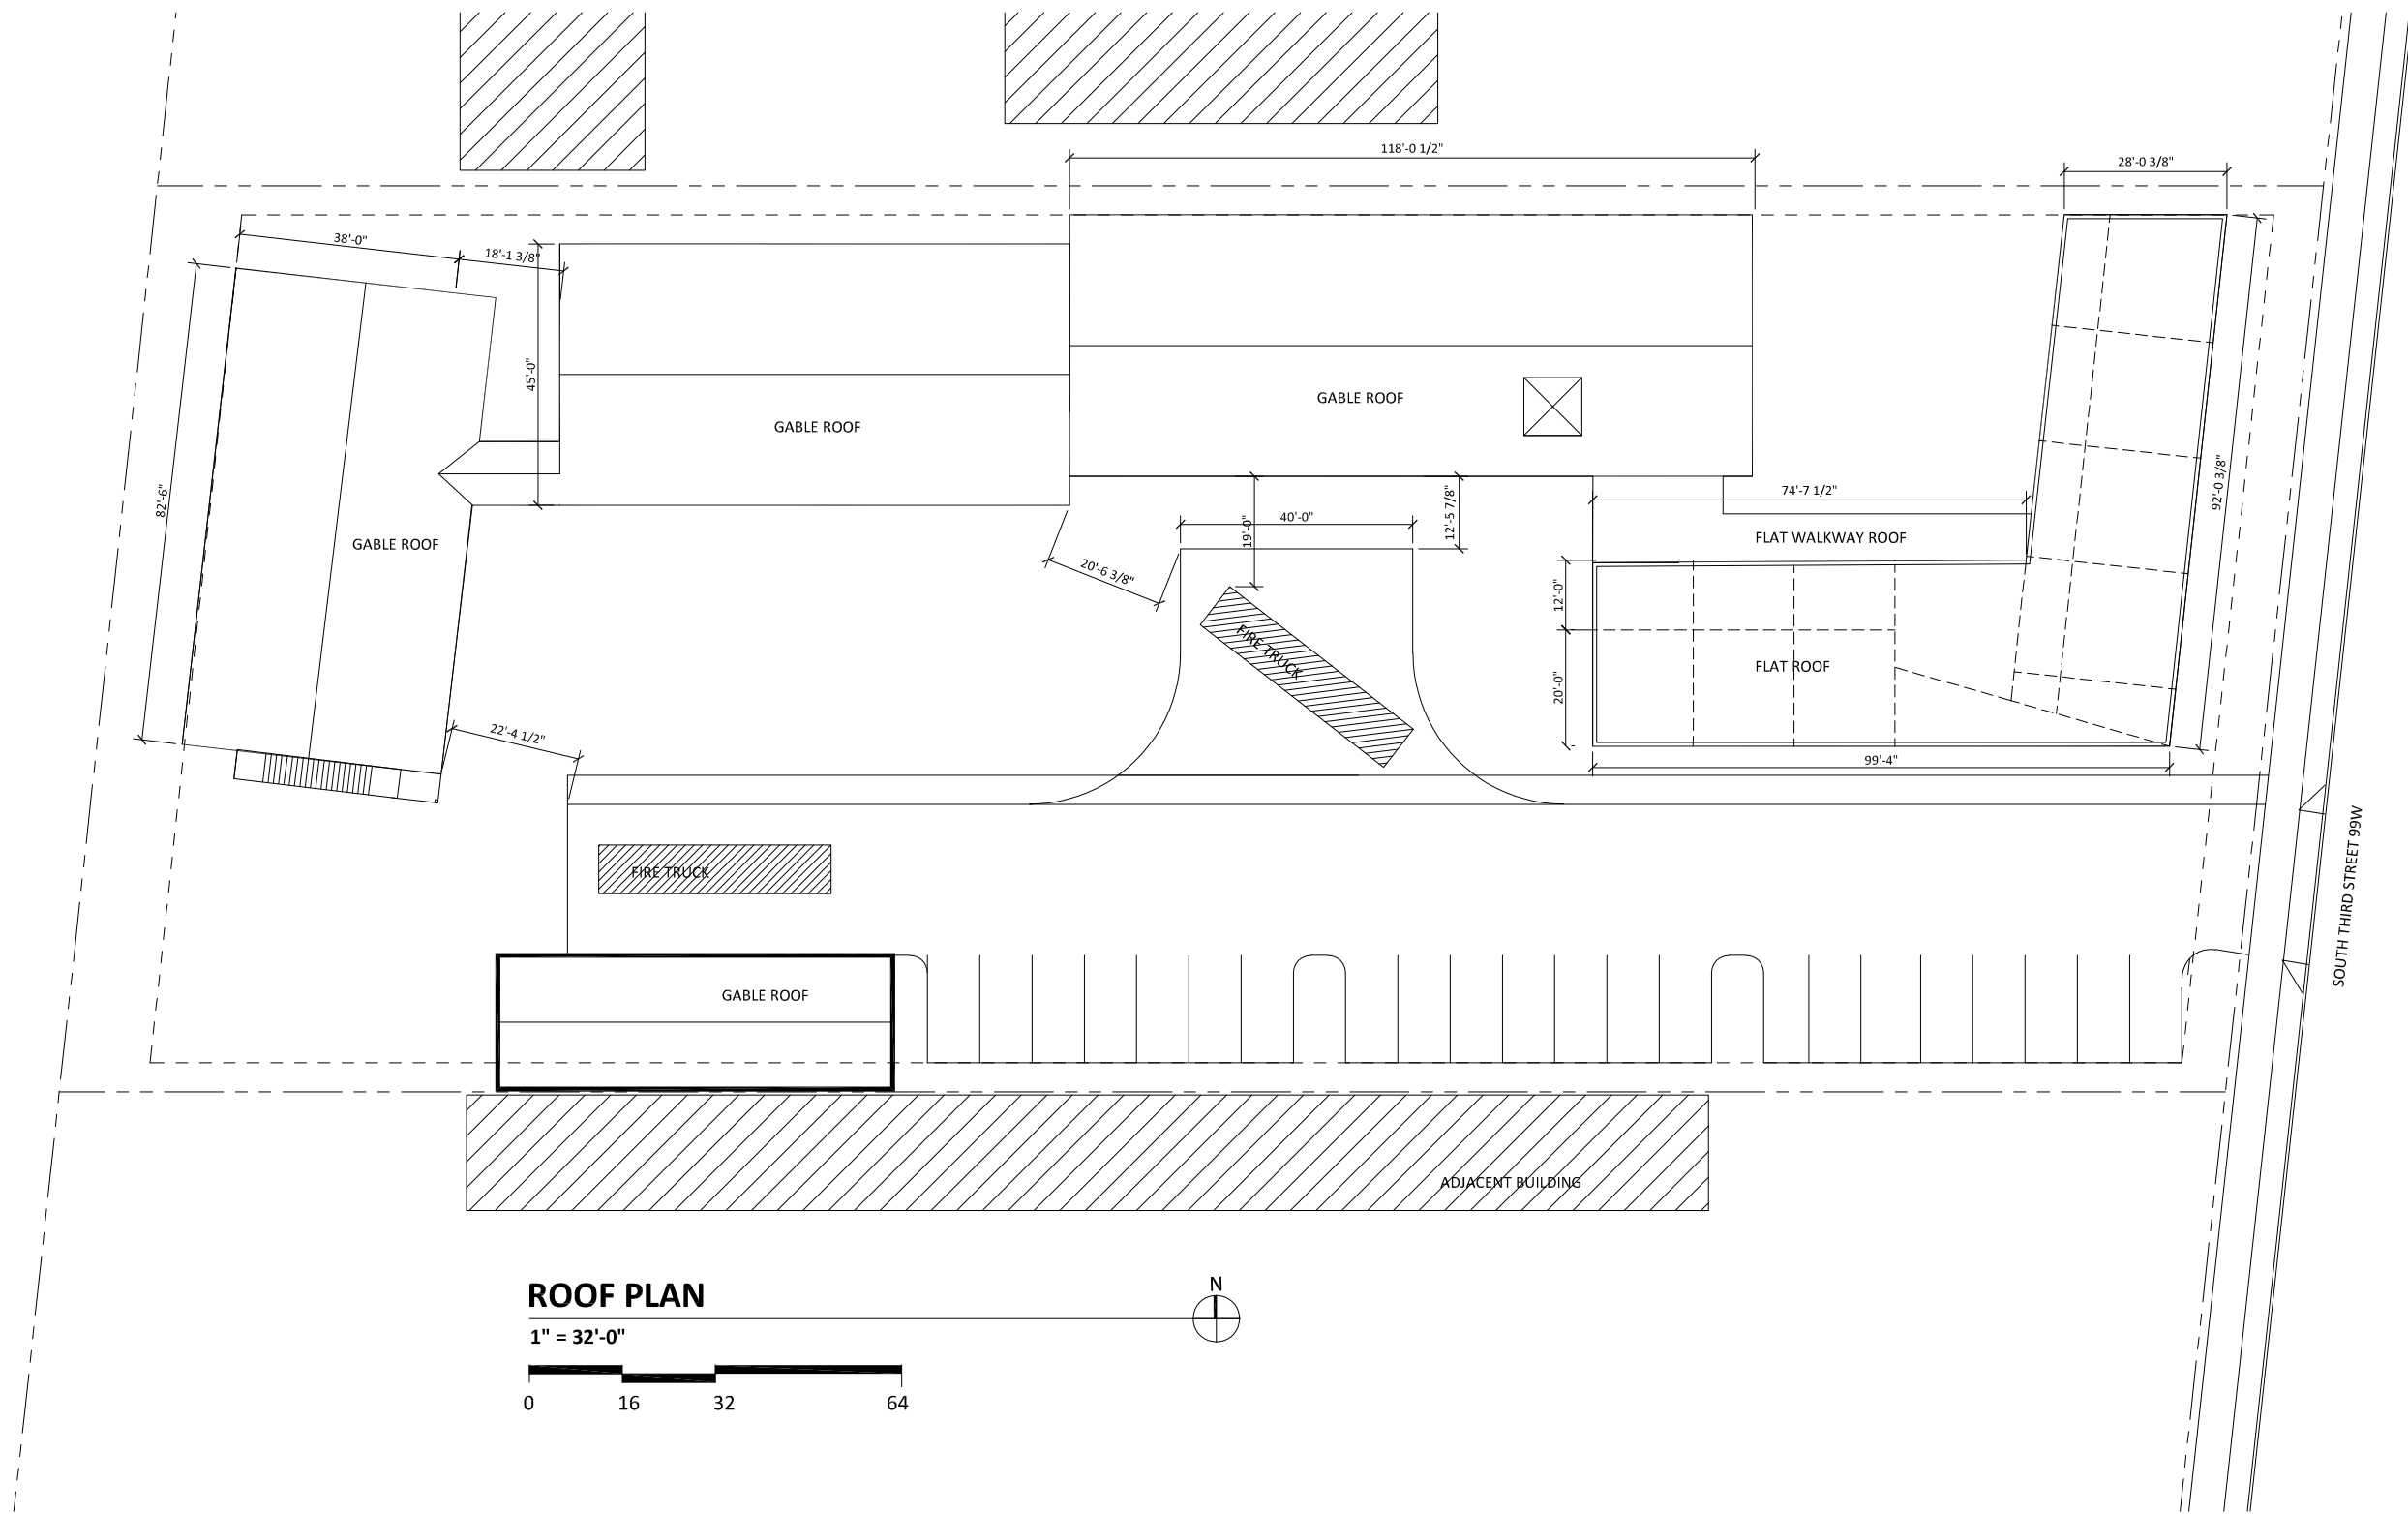 118'-0 1/2"
28'-0 3/8"
38'-0"
18'-1 3/8"
45'-0"
GABLE ROOF
GABLE ROOF
82'-6"
GABLE ROOF
92'-0 3/8"
74'-7 1/2"
12'-5 7/8"
19'-0"
40'-0"
FLAT WALKWAY ROOF
20'-6 3/8"
12'-0"
FIRE TRUCK
FLAT ROOF
20'-0"
22'-4 1/2"
99'-4"
FIRE TRUCK
SOUTH THIRD STREET 99W
GABLE ROOF
ADJACENT BUILDING
ROOF PLAN
N
1" = 32'-0"
0 16 32 64